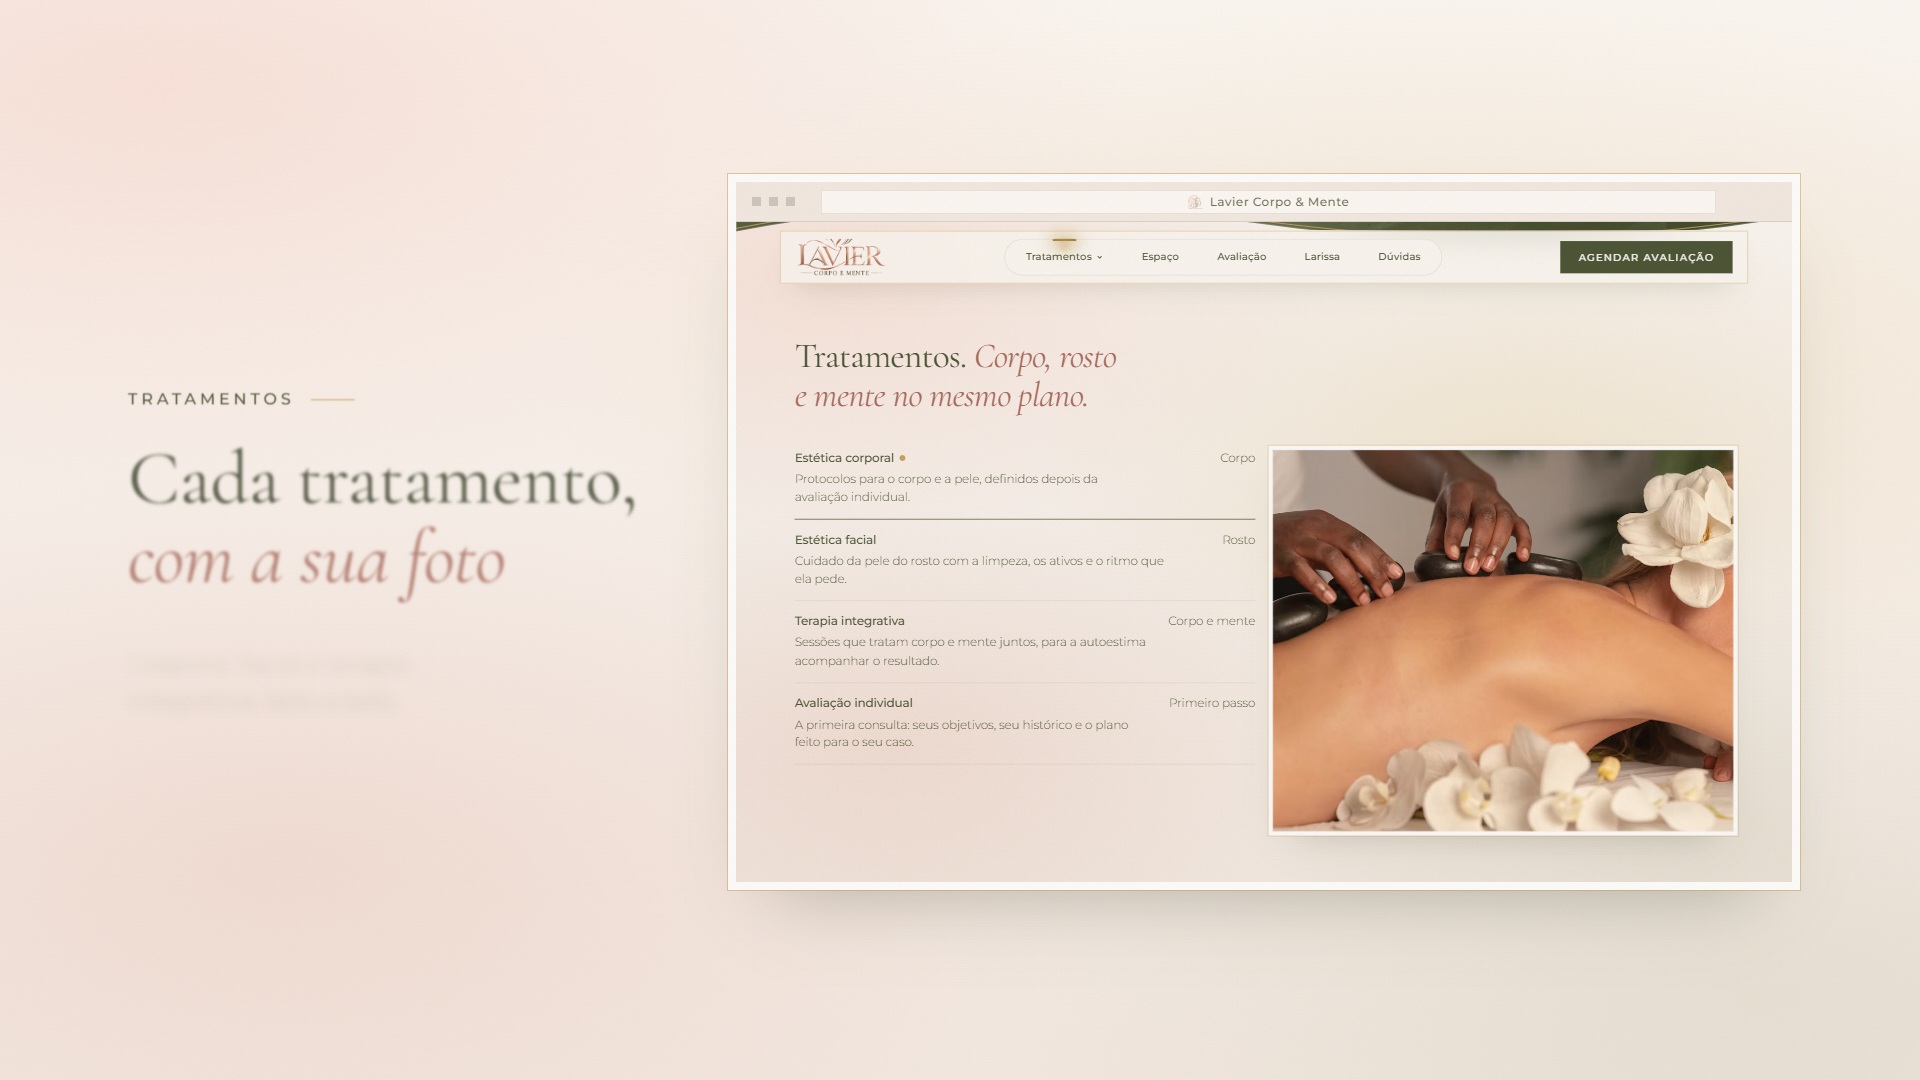 TRATAMENTOS
Cada tratamento,
com a sua foto
Lavier Corpo & Mente
LAVIER
CORPO E MENTE
Tratamentos
Espaço
Avaliação
Larissa
Dúvidas
AGENDAR AVALIAÇÃO
Tratamentos. Corpo, rosto
e mente no mesmo plano.
Estética corporal
Corpo
Protocolos para o corpo e a pele, definidos depois da
avaliação individual.
Estética facial
Rosto
Cuidado da pele do rosto com a limpeza, os ativos e o ritmo que
ela pede.
Terapia integrativa
Corpo e mente
Sessões que tratam corpo e mente juntos, para a autoestima
acompanhar o resultado.
Avaliação individual
Primeiro passo
A primeira consulta: seus objetivos, seu histórico e o plano
feito para o seu caso.